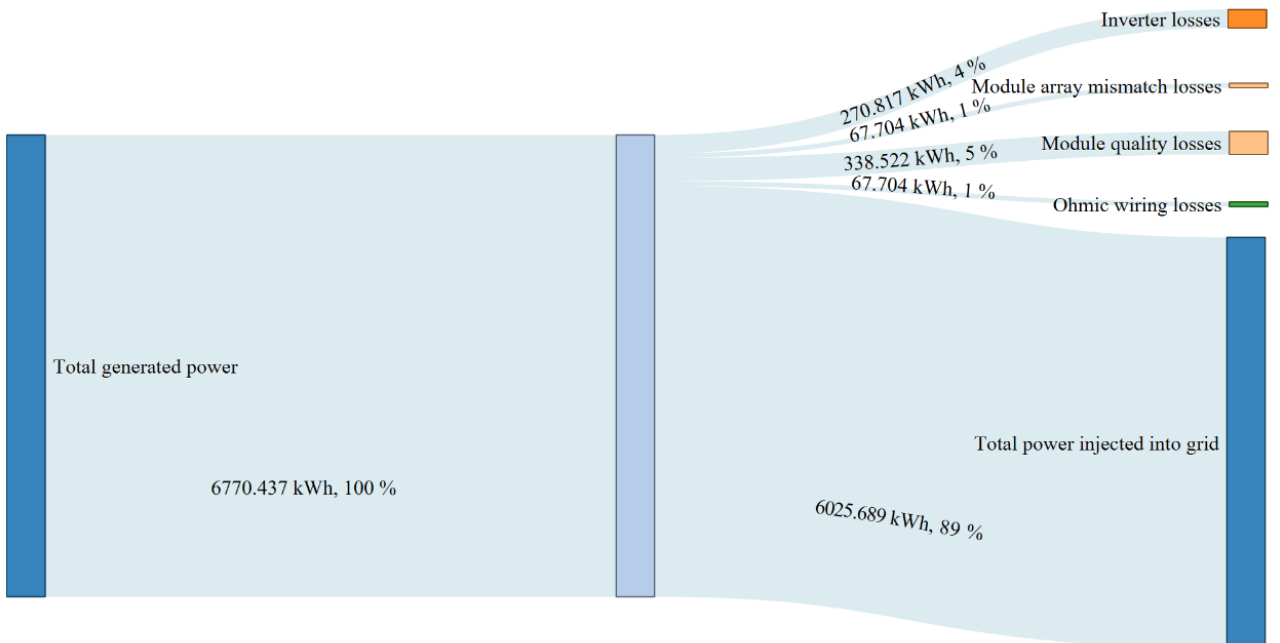 Inverter losses
270.817 kWh, 4 %
Module array mismatch losses
67.704 kWh, 1 %
Module quality losses
338.522 kWh, 5 %
67.704 kWh, 1 %
Ohmic wiring losses
Total generated power
Total power injected into grid
6770.437 kWh, 100 %
6025.689 kWh, 89 %